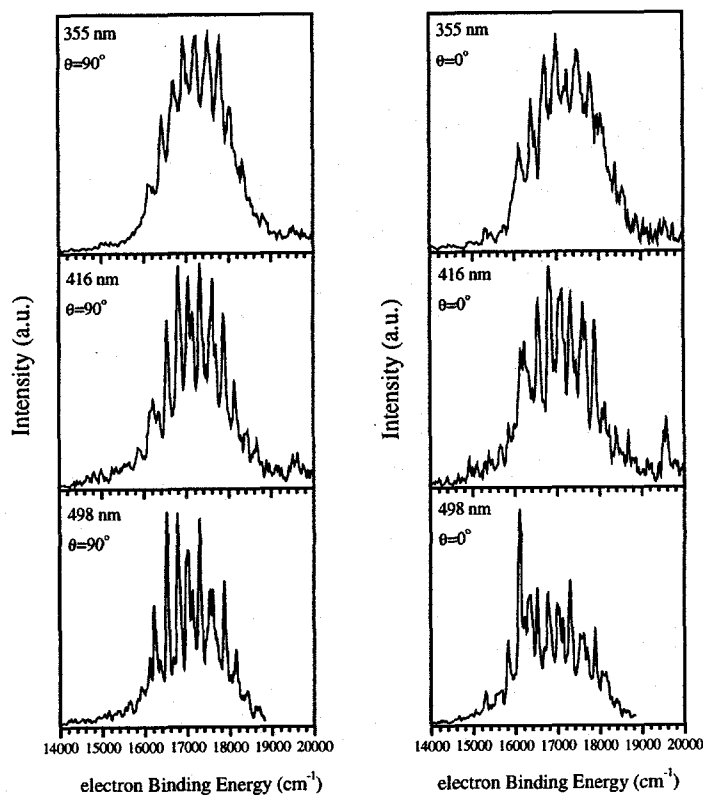 355 nm
θ=90°
355 nm
θ=0°
416 nm
θ=90°
416 nm
θ=0°
498 nm
θ=90°
498 nm
θ=0°
Intensity (a.u.)
Intensity (a.u.)
14000 15000 16000 17000 18000 19000 20000
14000 15000 16000 17000 18000 19000 20000
electron Binding Energy (cm⁻¹)
electron Binding Energy (cm⁻¹)